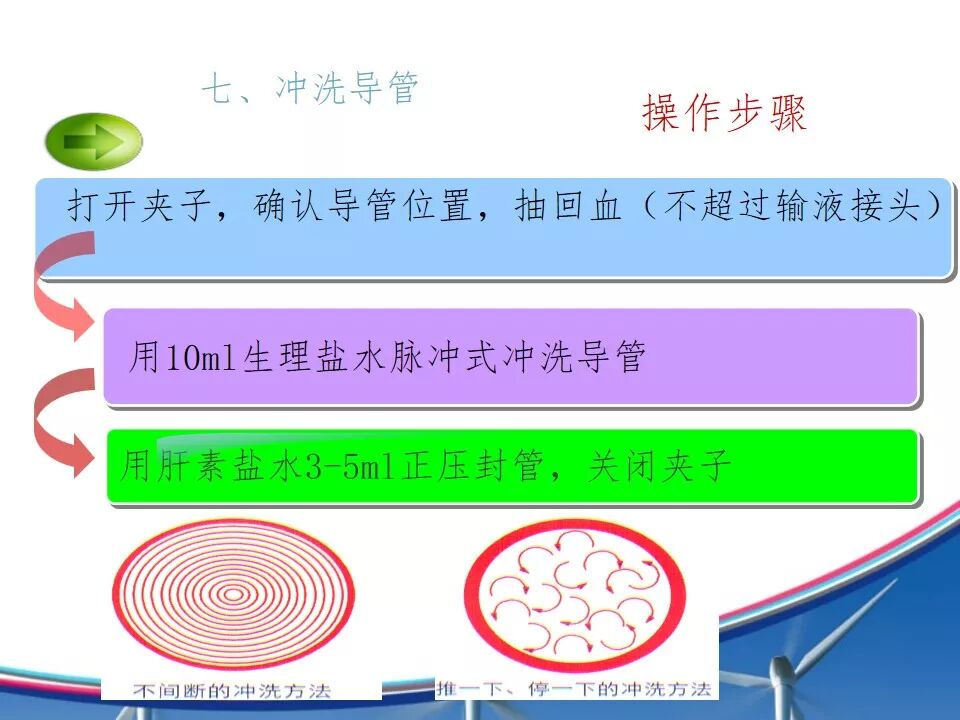 七、冲洗导管
操作步骤
打开夹子，确认导管位置，抽回血（不超过输液接头）
用10ml生理盐水脉冲式冲洗导管
用肝素盐水3-5ml正压封管，关闭夹子
不间断的冲洗方法
推一下、停一下的冲洗方法